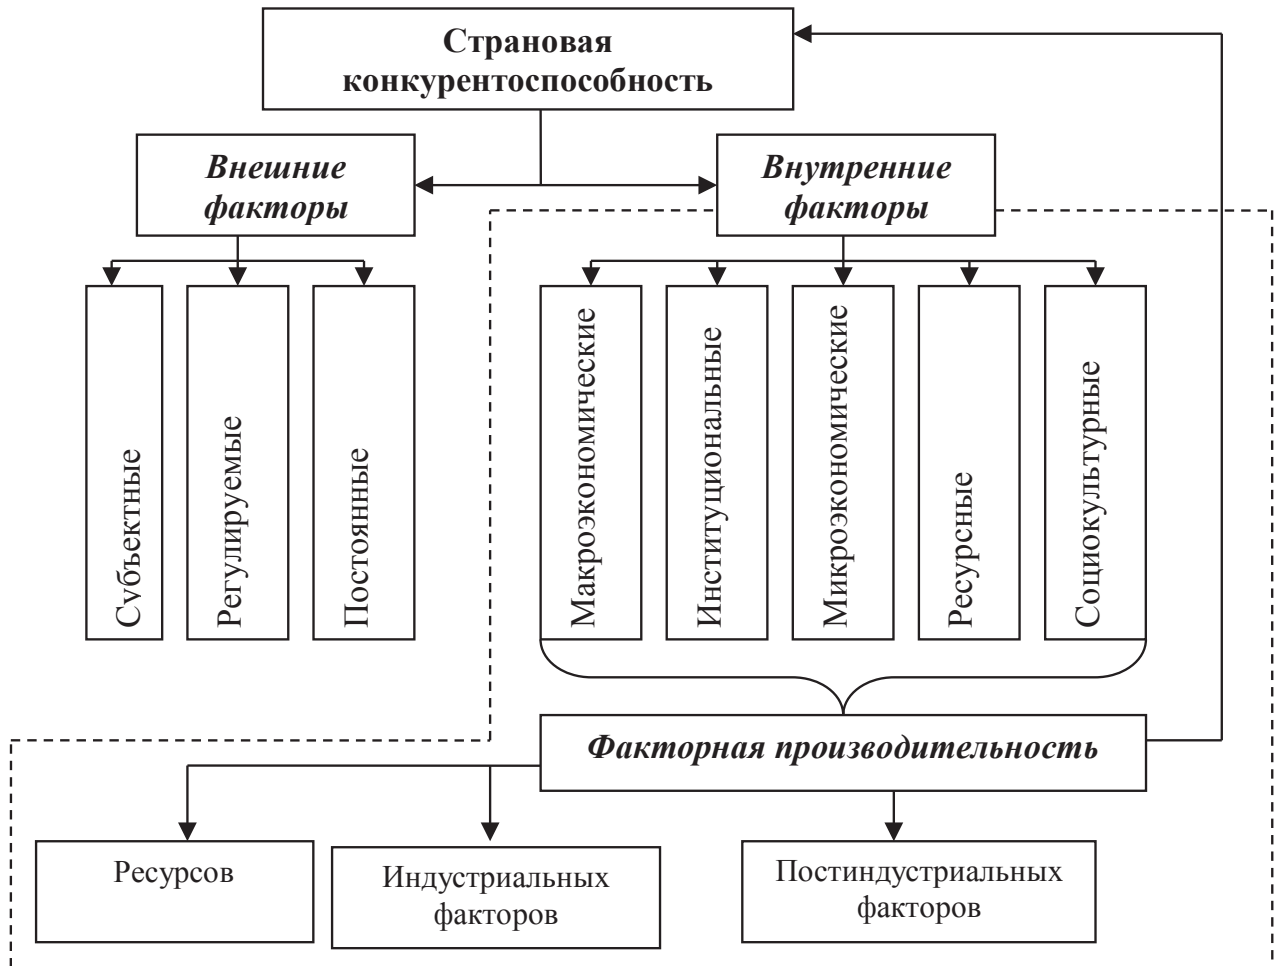 Страновая
конкурентоспособность
Внешние
факторы
Внутренние
факторы
Субъектные
Регулируемые
Постоянные
Макроэкономические
Институциональные
Микроэкономические
Ресурсные
Социокультурные
Факторная производительность
Ресурсов
Индустриальных
факторов
Постиндустриальных
факторов